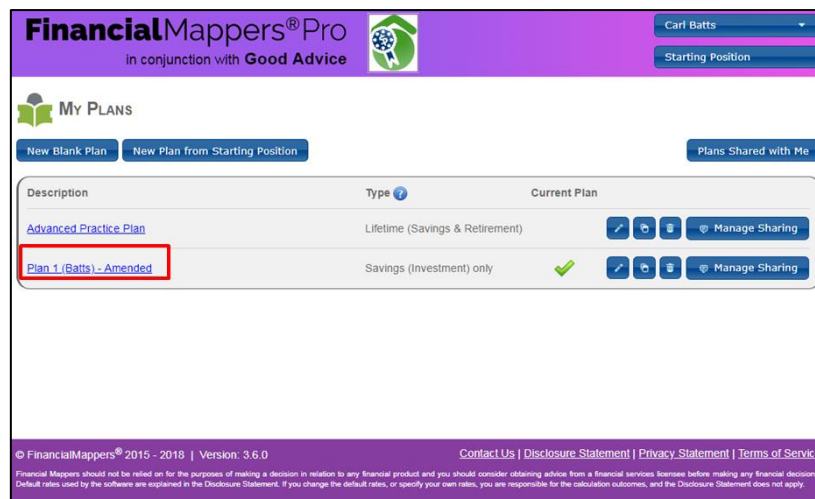 FinancialMappers®Pro
in conjunction with Good Advice
Carl Batts
Starting Position
MY PLANS
New Blank Plan
New Plan from Starting Position
Plans Shared with Me
Description Type ? Current Plan
Advanced Practice Plan Lifetime (Savings & Retirement) Manage Sharing
Plan 1 (Batts) - Amended Savings (Investment) only Manage Sharing
© FinancialMappers® 2015 - 2018 | Version: 3.6.0
Contact Us | Disclosure Statement | Privacy Statement | Terms of Servic
Financial Mappers should not be relied on for the purposes of making a decision in relation to any financial product and you should consider obtaining advice from a financial services licensee before making any financial decision
Default rates used by the software are explained in the Disclosure Statement. If you change the default rates, or specify your own rates, you are responsible for the calculation outcomes, and the Disclosure Statement does not apply.